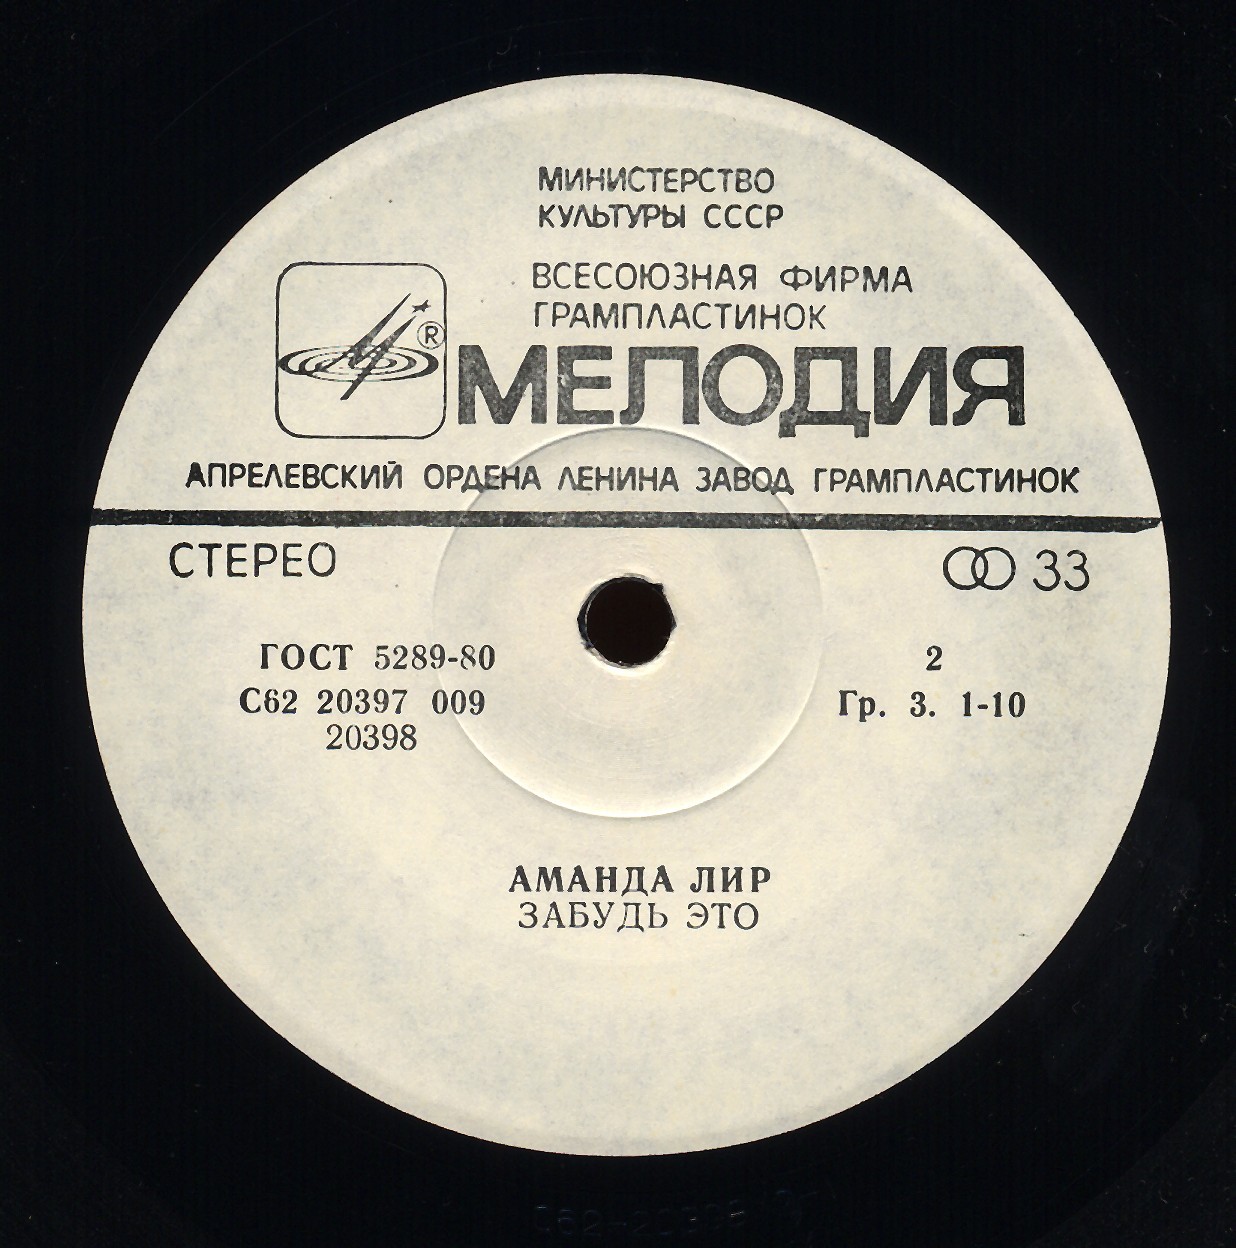 МИНИСТЕРСТВО
КУЛЬТУРЫ СССР
ВСЕСОЮЗНАЯ ФИРМА
ГРАМПЛАСТИНОК
®
МЕЛОДИЯ
АПРЕЛЕВСКИЙ ОРДЕНА ЛЕНИНА ЗАВОД ГРАМПЛАСТИНОК
СТЕРЕО
33
ГОСТ 5289-80
2
С62 20397 009
Гр. 3. 1-10
20398
АМАНДА ЛИР
ЗАБУДЬ ЭТО